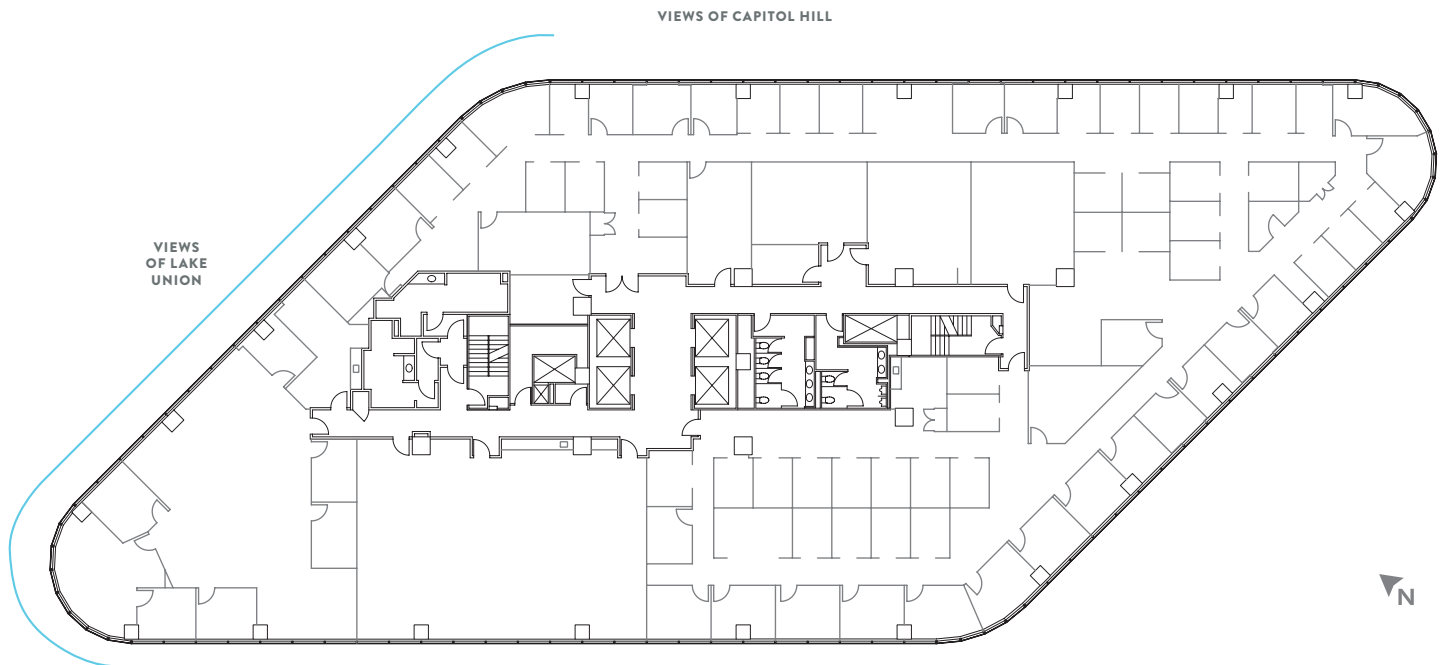 VIEWS OF CAPITOL HILL
VIEWS
OF LAKE
UNION
N